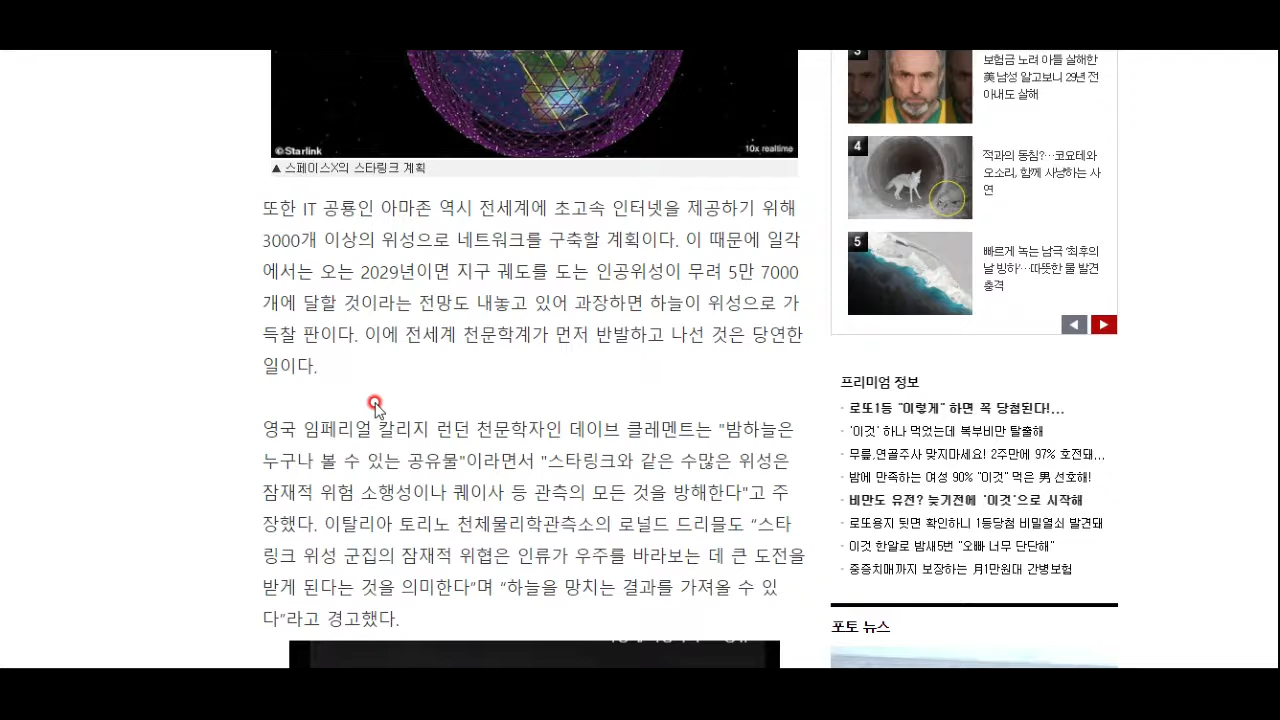 ©Starlink
10x realtime
▲ 스페이스X의 스타링크 계획
또한 IT 공룡인 아마존 역시 전세계에 초고속 인터넷을 제공하기 위해
3000개 이상의 위성으로 네트워크를 구축할 계획이다. 이 때문에 일각
에서는 오는 2029년이면 지구 궤도를 도는 인공위성이 무려 5만 7000
개에 달할 것이라는 전망도 내놓고 있어 과장하면 하늘이 위성으로 가
득찰 판이다. 이에 전세계 천문학계가 먼저 반발하고 나선 것은 당연한
일이다.
영국 임페리얼 칼리지 런던 천문학자인 데이브 클레멘트는 "밤하늘은
누구나 볼 수 있는 공유물"이라면서 "스타링크와 같은 수많은 위성은
잠재적 위험 소행성이나 퀘이사 등 관측의 모든 것을 방해한다"고 주
장했다. 이탈리아 토리노 천체물리학관측소의 로널드 드리믈도 “스타
링크 위성 군집의 잠재적 위협은 인류가 우주를 바라보는 데 큰 도전을
받게 된다는 것을 의미한다”며 “하늘을 망치는 결과를 가져올 수 있
다”라고 경고했다.
3
보험금 노려 아들 살해한
美 남성 알고보니 29년 전
아내도 살해
4
적과의 동침?…코요테와
오소리, 함께 사냥하는 사
연
5
빠르게 녹는 남극 ‘최후의
날 빙하’…따뜻한 물 발견
충격
◀ ▶
프리미엄 정보
· 로또1등 "이렇게" 하면 꼭 당첨된다!...
· '이것' 하나 먹었는데 복부비만 탈출해
· 무릎,연골주사 맞지마세요! 2주만에 97% 호전돼...
· 밤에 만족하는 여성 90% "이것" 먹은 男 선호해!
· 비만도 유전? 늦기전에 '이것'으로 시작해
· 로또용지 뒷면 확인하니 1등당첨 비밀열쇠 발견돼
· 이것 한알로 밤새5번 "오빠 너무 단단해"
· 중증치매까지 보장하는 月1만원대 간병보험
포토 뉴스